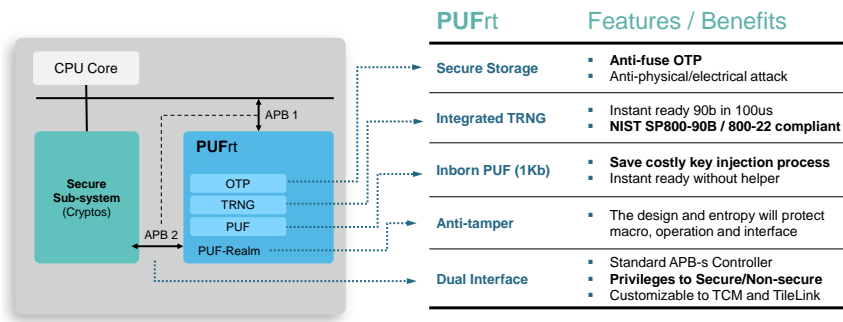 PUFrt
Features / Benefits
CPU Core
APB 1
Secure
Sub-system
(Cryptos)
APB 2
PUFrt
OTP
TRNG
PUF
PUF-Realm
Secure Storage
▪ Anti-fuse OTP
▪ Anti-physical/electrical attack
Integrated TRNG
▪ Instant ready 90b in 100us
▪ NIST SP800-90B / 800-22 compliant
Inborn PUF (1Kb)
▪ Save costly key injection process
▪ Instant ready without helper
Anti-tamper
▪ The design and entropy will protect
macro, operation and interface
Dual Interface
▪ Standard APB-s Controller
▪ Privileges to Secure/Non-secure
▪ Customizable to TCM and TileLink